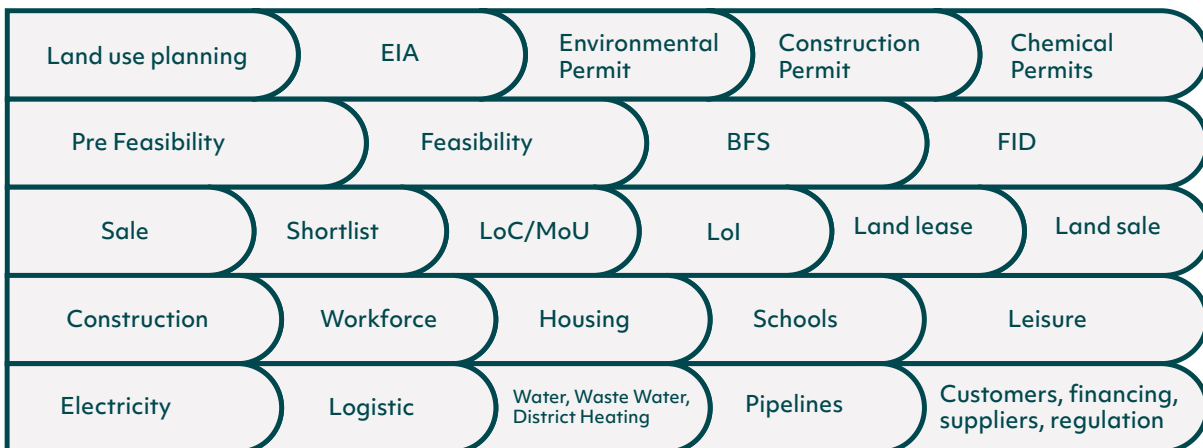 Land use planning
EIA
Environmental
Permit
Construction
Permit
Chemical
Permits
Pre Feasibility
Feasibility
BFS
FID
Sale
Shortlist
LoC/MoU
LoI
Land lease
Land sale
Construction
Workforce
Housing
Schools
Leisure
Electricity
Logistic
Water, Waste Water,
District Heating
Pipelines
Customers, financing,
suppliers, regulation